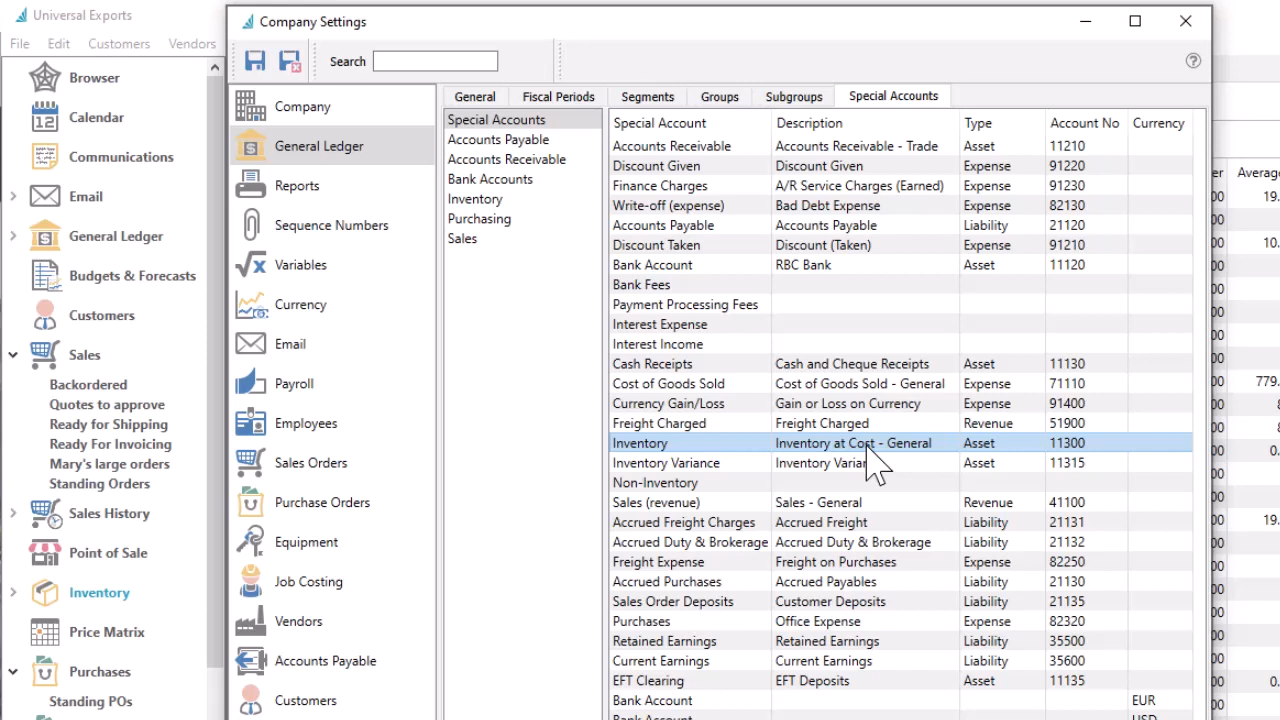 Universal Exports
File Edit Customers Vendors
Browser
Calendar
12
Communications
Email
General Ledger
Budgets & Forecasts
Customers
Sales
Backordered
Quotes to approve
Ready for Shipping
Ready For Invoicing
Mary's large orders
Standing Orders
Sales History
Point of Sale
Inventory
Price Matrix
Purchases
Standing POs
Company Settings
Search
Company
General Ledger
Reports
Sequence Numbers
Variables
Currency
Email
Payroll
Employees
Sales Orders
Purchase Orders
Equipment
Job Costing
Vendors
Accounts Payable
Customers
General Fiscal Periods Segments Groups Subgroups Special Accounts
Special Accounts
Accounts Payable
Accounts Receivable
Bank Accounts
Inventory
Purchasing
Sales
Special Account Description Type Account No Currency
Accounts Receivable Accounts Receivable - Trade Asset 11210
Discount Given Discount Given Expense 91220
Finance Charges A/R Service Charges (Earned) Expense 91230
Write-off (expense) Bad Debt Expense Expense 82130
Accounts Payable Accounts Payable Liability 21120
Discount Taken Discount (Taken) Expense 91210
Bank Account RBC Bank Asset 11120
Bank Fees
Payment Processing Fees
Interest Expense
Interest Income
Cash Receipts Cash and Cheque Receipts Asset 11130
Cost of Goods Sold Cost of Goods Sold - General Expense 71110
Currency Gain/Loss Gain or Loss on Currency Expense 91400
Freight Charged Freight Charged Revenue 51900
Inventory Inventory at Cost - General Asset 11300
Inventory Variance Inventory Asset 11315
Non-Inventory
Sales (revenue) Sales - General Revenue 41100
Accrued Freight Charges Accrued Freight Liability 21131
Accrued Duty & Brokerage Accrued Duty & Brokerage Liability 21132
Freight Expense Freight on Purchases Expense 82250
Accrued Purchases Accrued Payables Liability 21130
Sales Order Deposits Customer Deposits Liability 21135
Purchases Office Expense Expense 82320
Retained Earnings Retained Earnings Liability 35500
Current Earnings Current Earnings Liability 35600
EFT Clearing EFT Deposits Asset 11135
Bank Account EUR